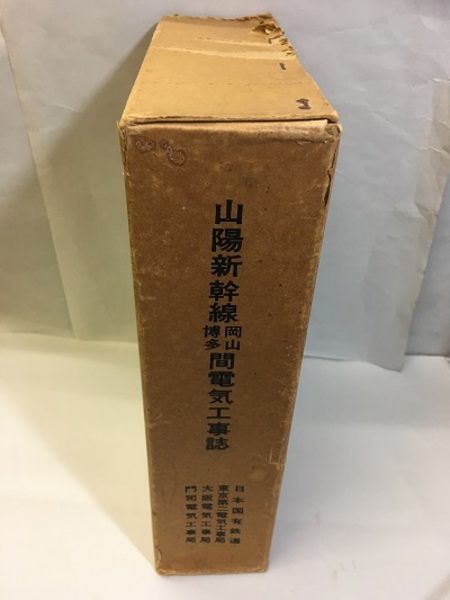 山陽新幹線岡山博多間電気工事誌
日本国有鉄道
東京第二電気工事局
大阪電気工事局
門司電気工事局